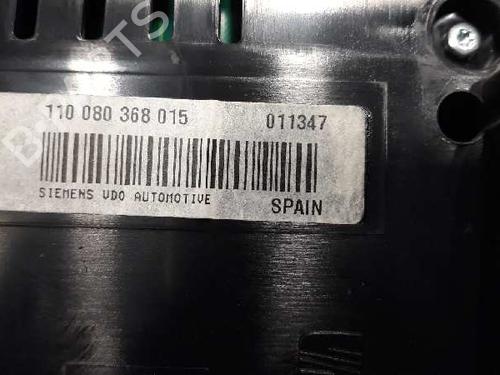 110 080 368 015 011347
SIEMENS VDO AUTOMOTIVE SPAIN